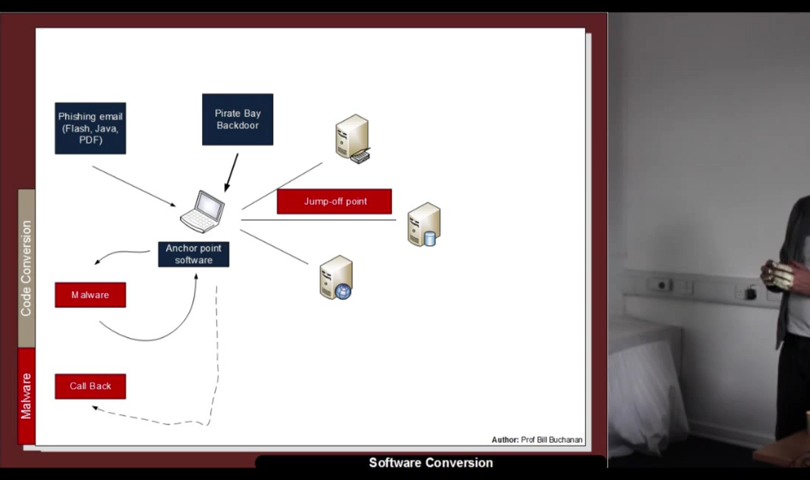 Phishing email
(Flash, Java,
PDF)
Pirate Bay
Backdoor
Jump-off point
Anchor point
software
Malware
Call Back
Code Conversion
Malware
Author: Prof Bill Buchanan
Software Conversion